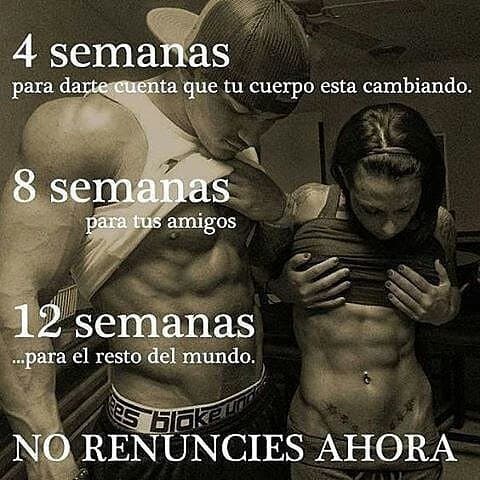 4 semanas
para darte cuenta que tu cuerpo esta cambiando.
8 semanas
para tus amigos
12 semanas
...para el resto del mundo.
bloke
NO RENUNCIES AHORA